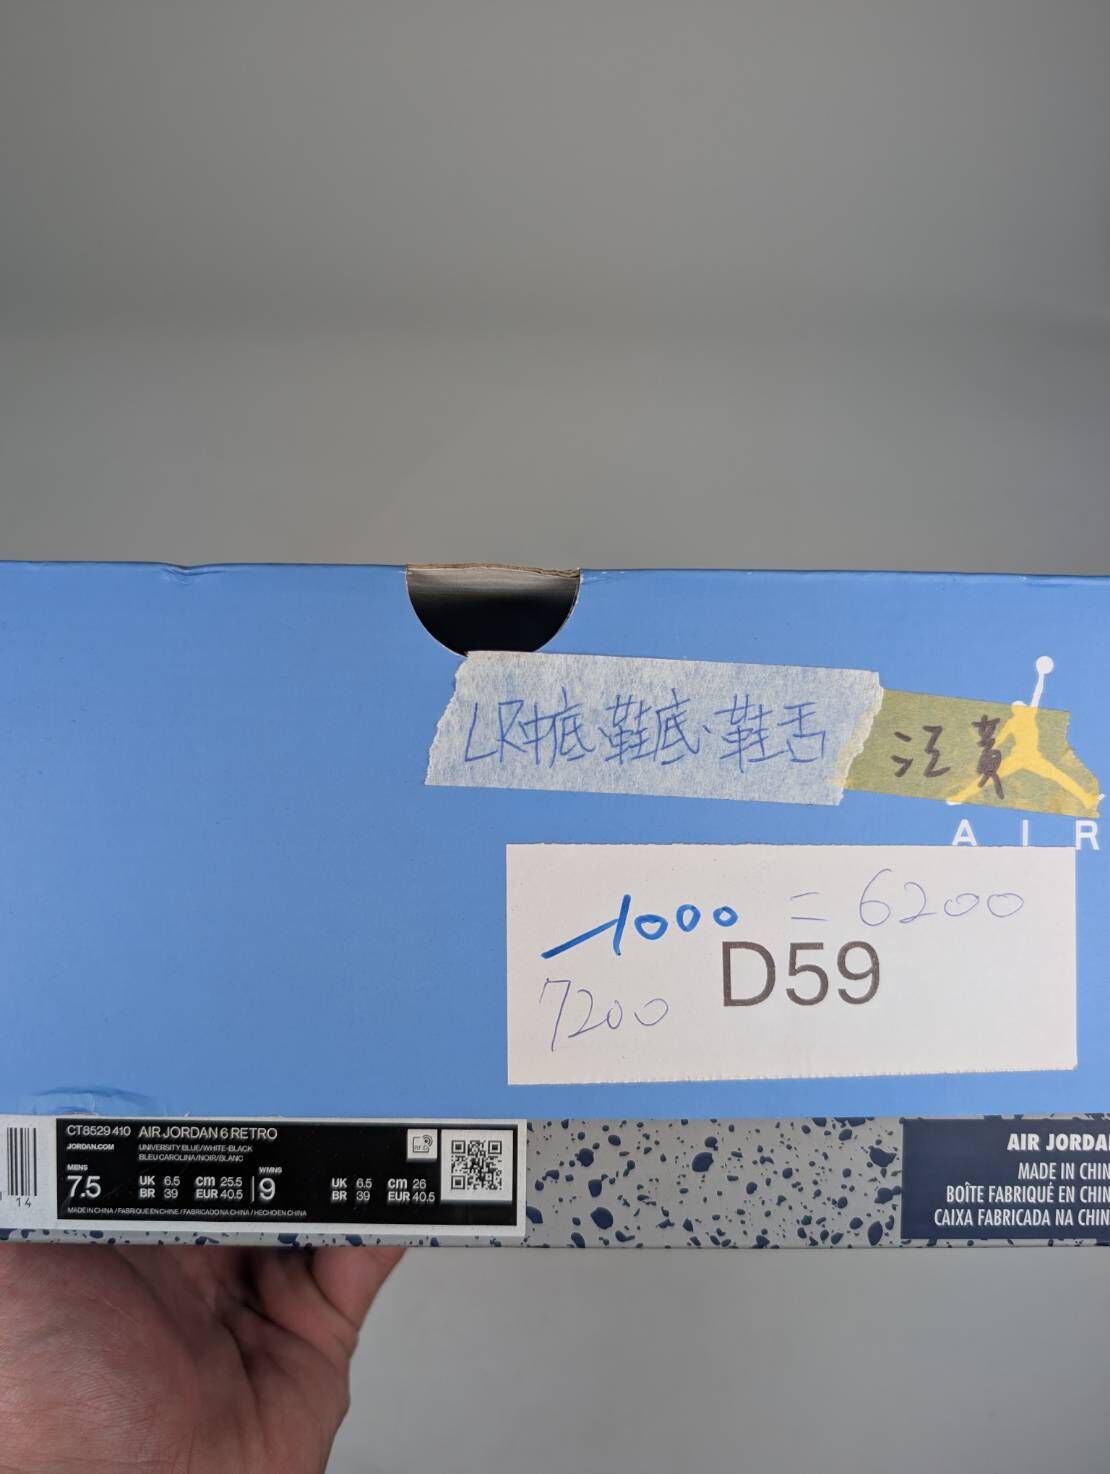 LR中底、鞋底、鞋舌
泛黃
AIR
-1000 = 6200
7200
D59
CT8529 410 AIR JORDAN 6 RETRO
JORDAN.COM
UNIVERSITY BLUE/WHITE-BLACK
BLEU CAROLINA/NOIR/BLANC
MENS 7.5
UK 6.5 cm 25.5
BR 39 EUR 40.5
WMNS 9
UK 6.5 cm 26
BR 39 EUR 40.5
MADE IN CHINA / FABRIQUE EN CHINE / FABRICADO NA CHINA / HECHO EN CHINA
14
AIR JORDA
MADE IN CHIN
BOÎTE FABRIQUÉ EN CHIN
CAIXA FABRICADA NA CHIN